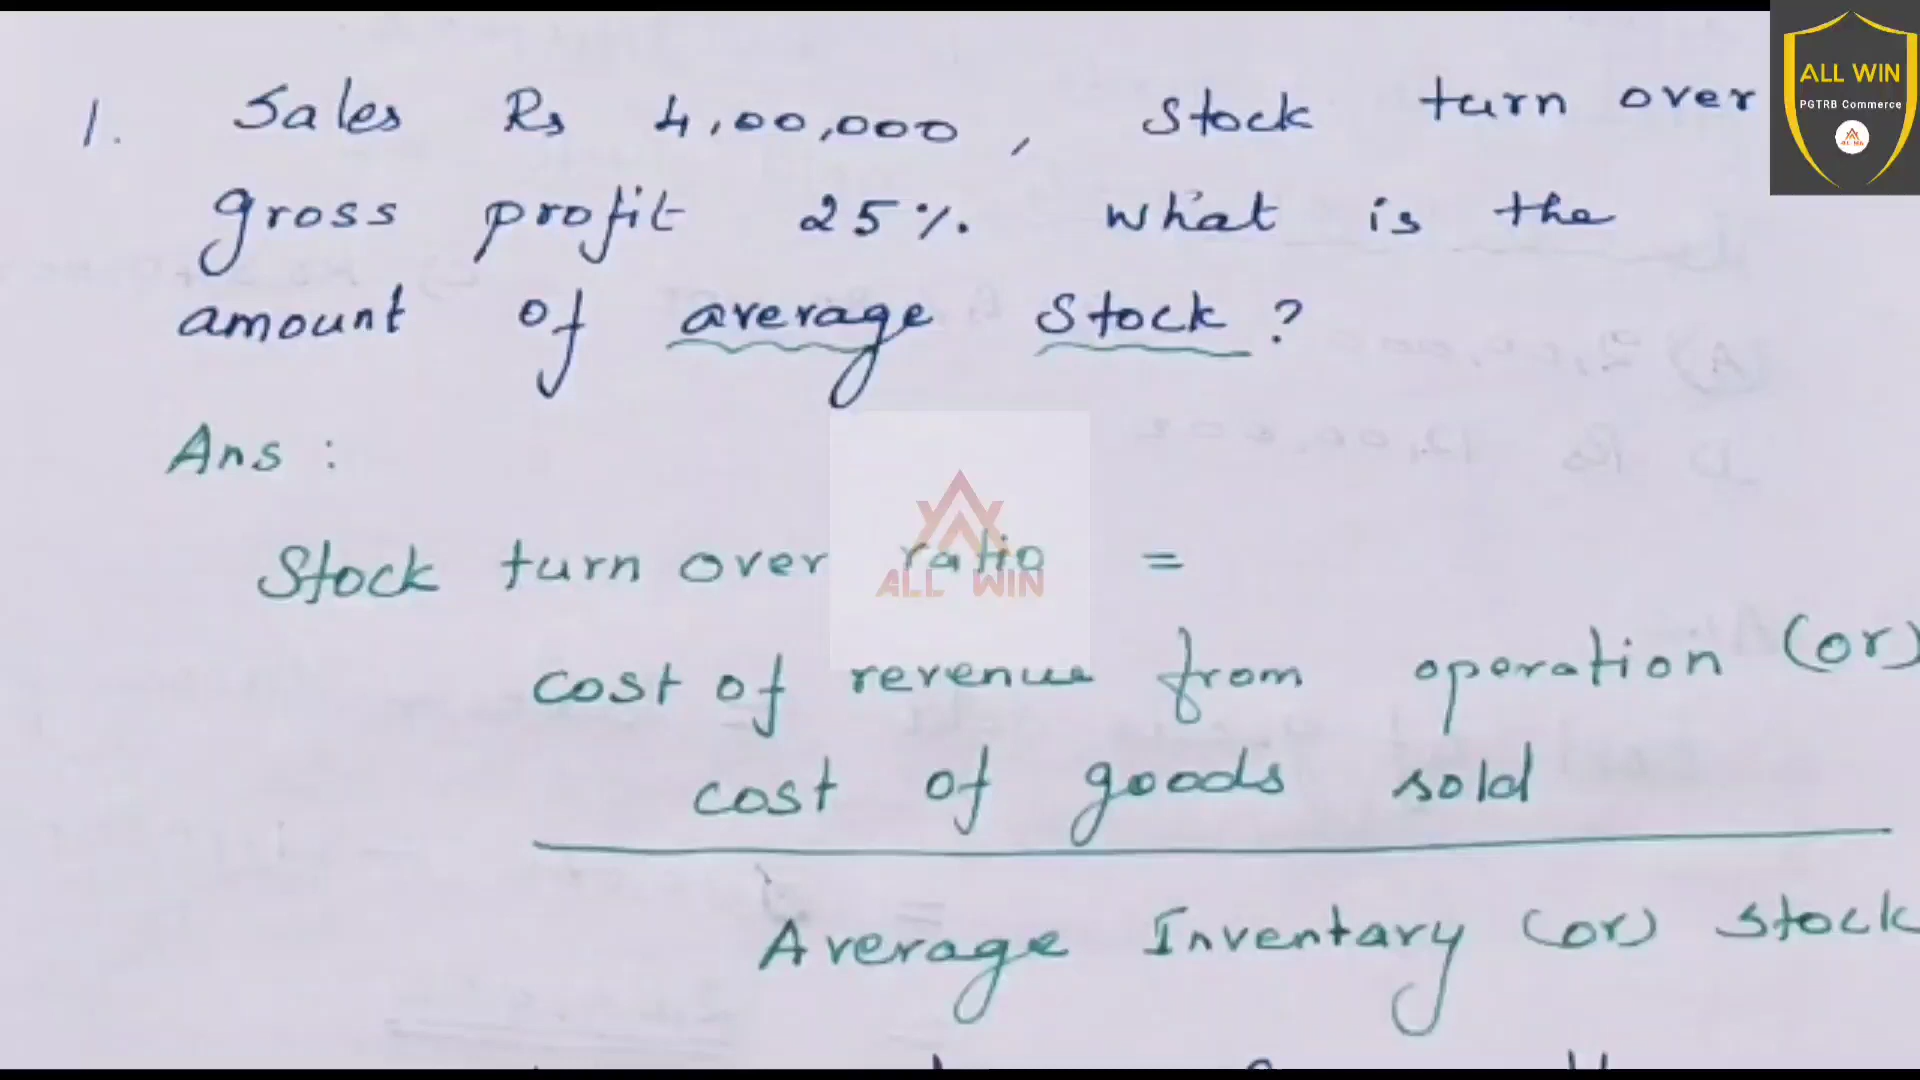 1. Sales Rs 4,00,000, stock turn over
gross profit 25%. what is the
amount of average stock?
Ans :
Stock turn over ratio =
cost of revenue from operation (or)
cost of goods sold
Average Inventory (or) stock
ALL WIN
PGTRB Commerce
ALL WIN